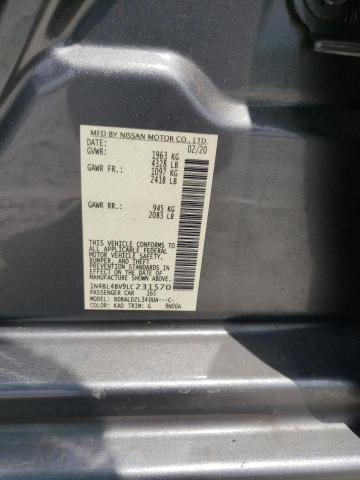 MFD BY NISSAN MOTOR CO., LTD.
DATE: 02/20
GVWR: 1963 KG
4328 LB
GAWR FR: 1097 KG
2418 LB
GAWR RR: 945 KG
2083 LB
THIS VEHICLE CONFORMS TO ALL
APPLICABLE FEDERAL
MOTOR VEHICLE SAFETY,
BUMPER, AND THEFT
PREVENTION STANDARDS IN
EFFECT ON THE DATE OF
MANUFACTURE SHOWN ABOVE.
1N4BL4BV9LC231570
PASSENGER CAR 165
MODEL: BDBALDZL34DUA---C-
COLOR: KAD TRIM: G 9N00A